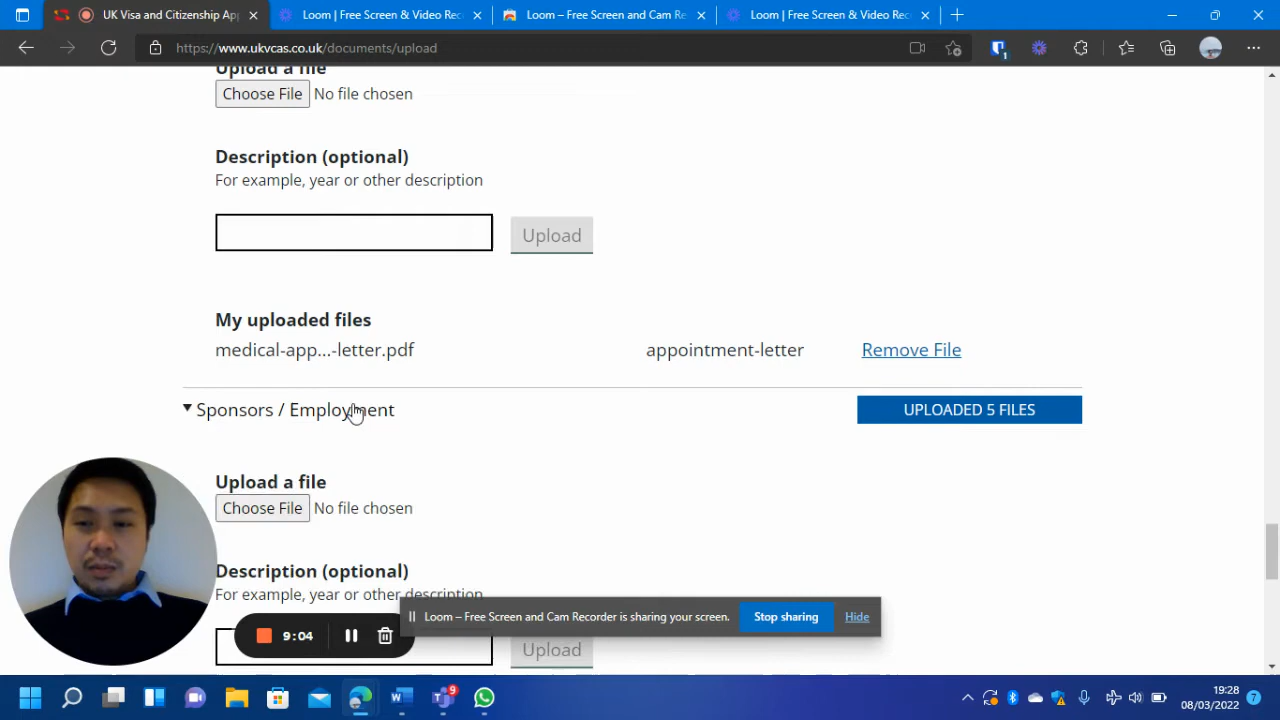 UK Visa and Citizenship Ap
Loom | Free Screen & Video Rec
Loom – Free Screen and Cam Re
Loom | Free Screen & Video Rec
https://www.ukvcas.co.uk/documents/upload
1
Upload a file
Choose File No file chosen
Description (optional)
For example, year or other description
Upload
My uploaded files
medical-app...-letter.pdf appointment-letter Remove File
Sponsors / Employment UPLOADED 5 FILES
Upload a file
Choose File No file chosen
Description (optional)
For example, year or other description
Loom – Free Screen and Cam Recorder is sharing your screen. Stop sharing Hide
9:04
Upload
9
19:28
08/03/2022
7